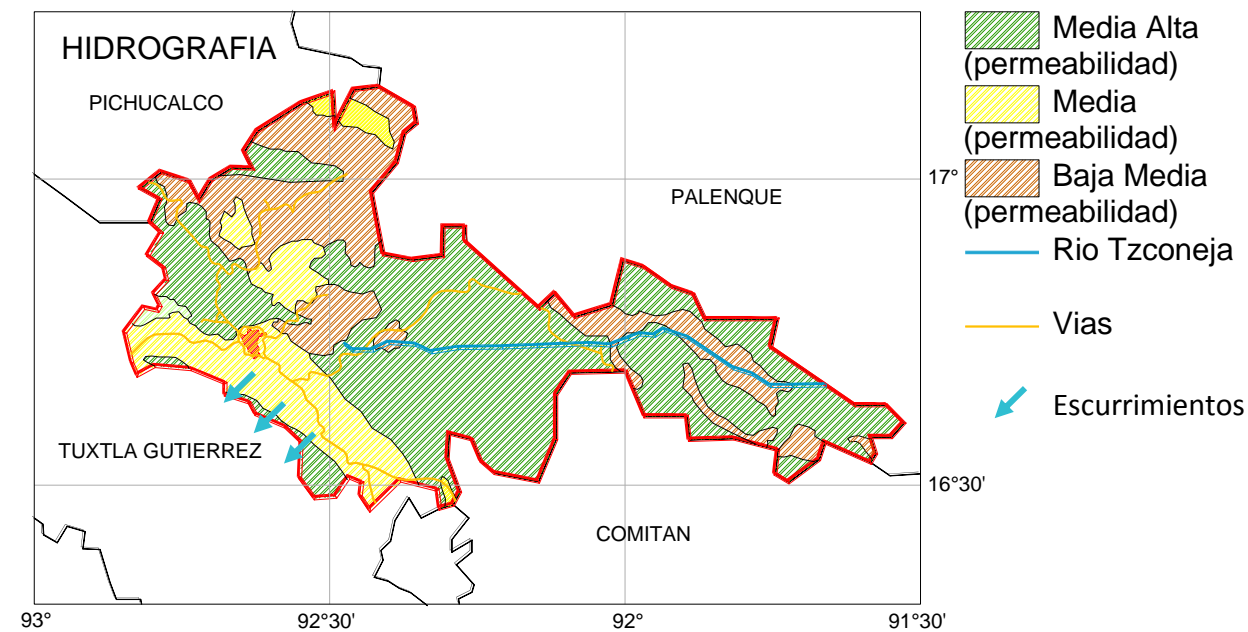 HIDROGRAFIA
PICHUCALCO
PALENQUE
TUXTLA GUTIERREZ
COMITAN
17°
16°30'
93°
92°30'
92°
91°30'
Media Alta
(permeabilidad)
Media
(permeabilidad)
Baja Media
(permeabilidad)
Rio Tzconeja
Vias
Escurrimientos